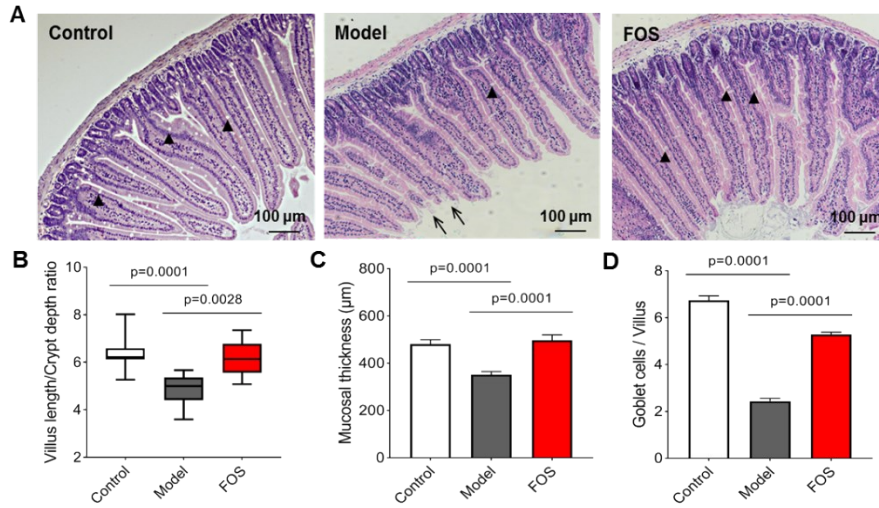 A
Control
Model
FOS
100 µm
100 µm
100 µm
B
Villus length/Crypt depth ratio
10
8
6
4
2
p=0.0001
p=0.0028
Control
Model
FOS
C
Mucosal thickness (µm)
800
600
400
200
0
p=0.0001
p=0.0001
Control
Model
FOS
D
Goblet cells / Villus
8
6
4
2
0
p=0.0001
p=0.0001
Control
Model
FOS